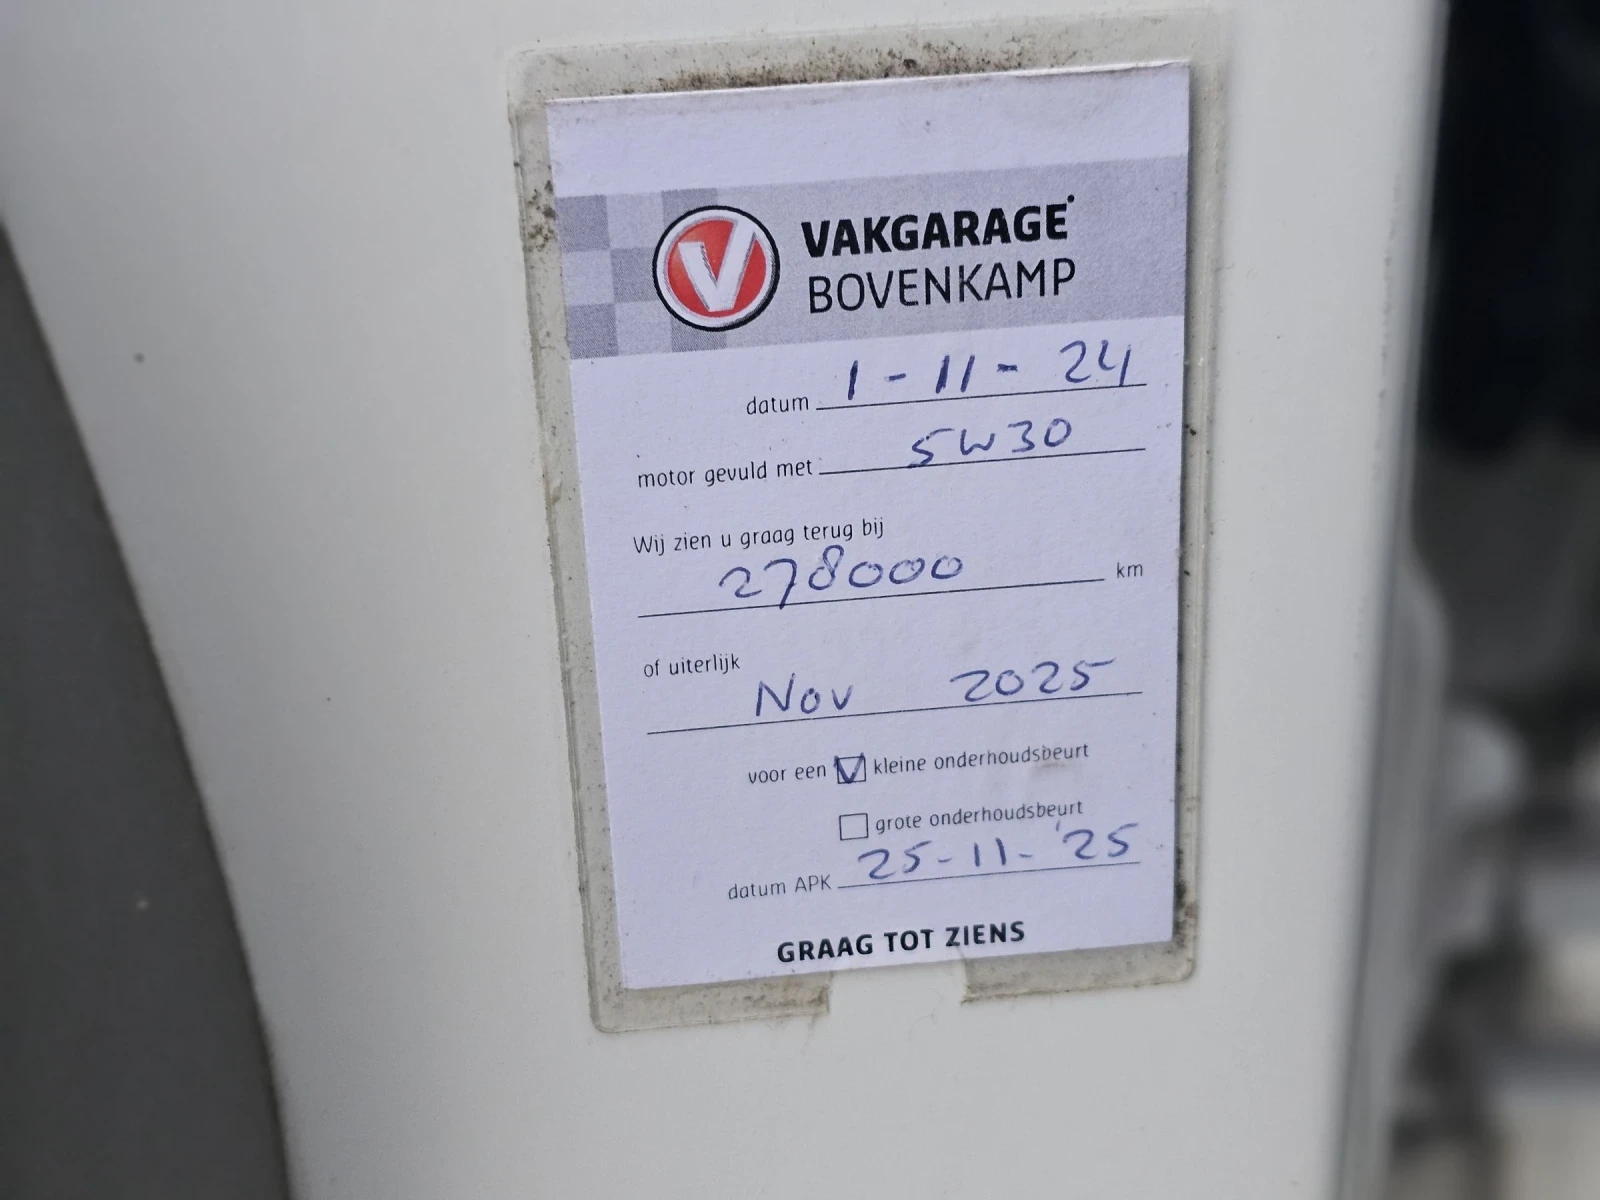 V VAKGARAGE
BOVENKAMP
datum 1 - 11 - 24
motor gevuld met 5W30
Wij zien u graag terug bij
278000 km
of uiterlijk
Nov 2025
voor een kleine onderhoudsbeurt
grote onderhoudsbeurt
datum APK 25-11-'25
GRAAG TOT ZIENS